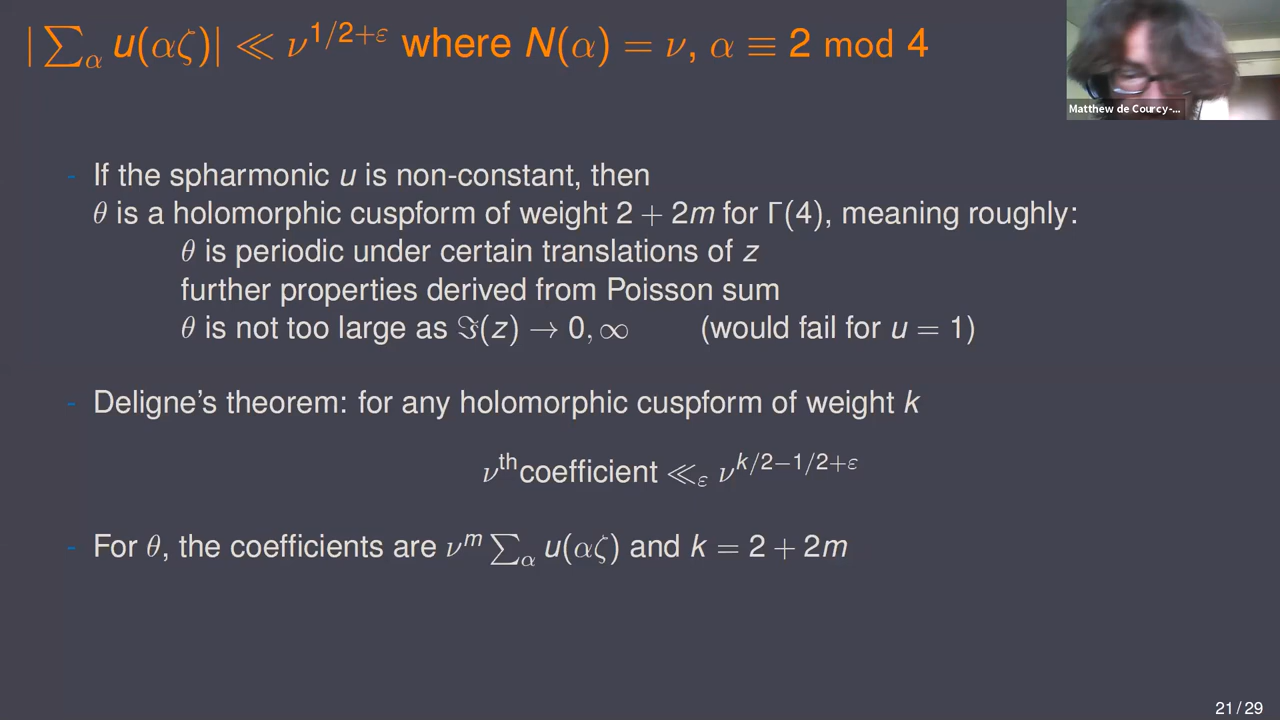 |∑_α u(αζ)| ≪ ν^{1/2+ε} where N(α) = ν, α ≡ 2 mod 4
Matthew de Courcy-...
- If the spharmonic u is non-constant, then
θ is a holomorphic cuspform of weight 2 + 2m for Γ(4), meaning roughly:
θ is periodic under certain translations of z
further properties derived from Poisson sum
θ is not too large as ℑ(z) → 0, ∞ (would fail for u = 1)
- Deligne's theorem: for any holomorphic cuspform of weight k
ν^{th} coefficient ≪_ε ν^{k/2−1/2+ε}
- For θ, the coefficients are ν^m ∑_α u(αζ) and k = 2 + 2m
21 / 29